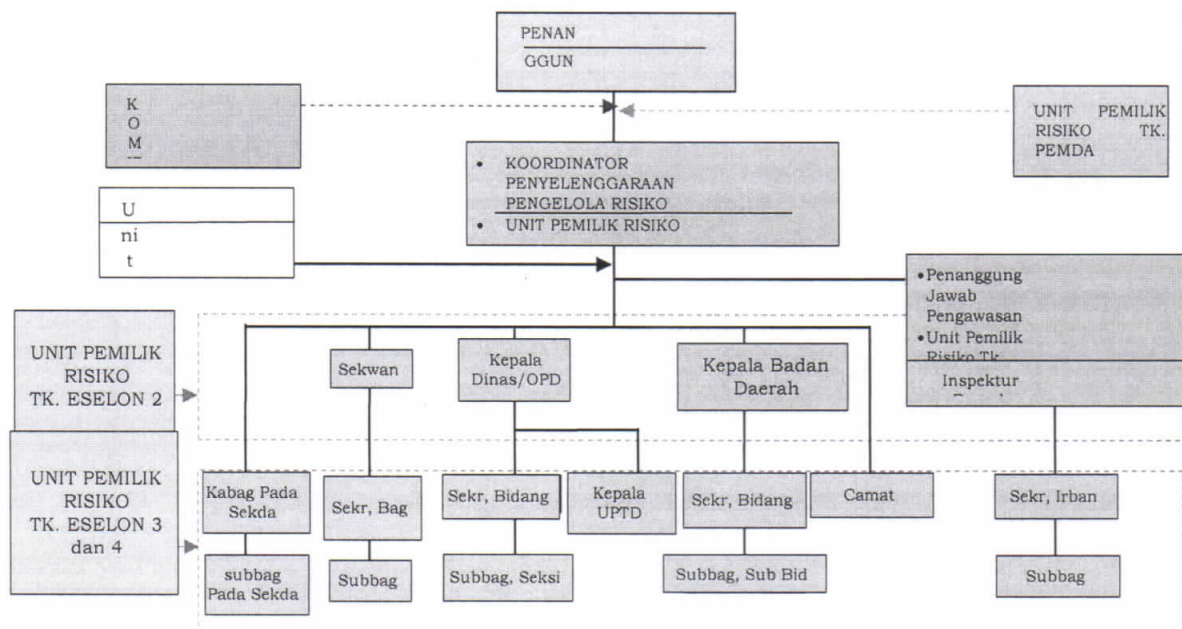 PENAN
GGUN
K
O
M
UNIT PEMILIK
RISIKO TK.
PEMDA
• KOORDINATOR
PENYELENGGARAAN
PENGELOLA RISIKO
• UNIT PEMILIK RISIKO
U
ni
t
•Penanggung
Jawab
Pengawasan
•Unit Pemilik
Risiko Tk
Inspektur
UNIT PEMILIK
RISIKO
TK. ESELON 2
Sekwan
Kepala
Dinas/OPD
Kepala Badan
Daerah
UNIT PEMILIK
RISIKO
TK. ESELON 3
dan 4
Kabag Pada
Sekda
Sekr, Bag
Sekr, Bidang
Kepala
UPTD
Sekr, Bidang
Camat
Sekr, Irban
subbag
Pada Sekda
Subbag
Subbag, Seksi
Subbag, Sub Bid
Subbag